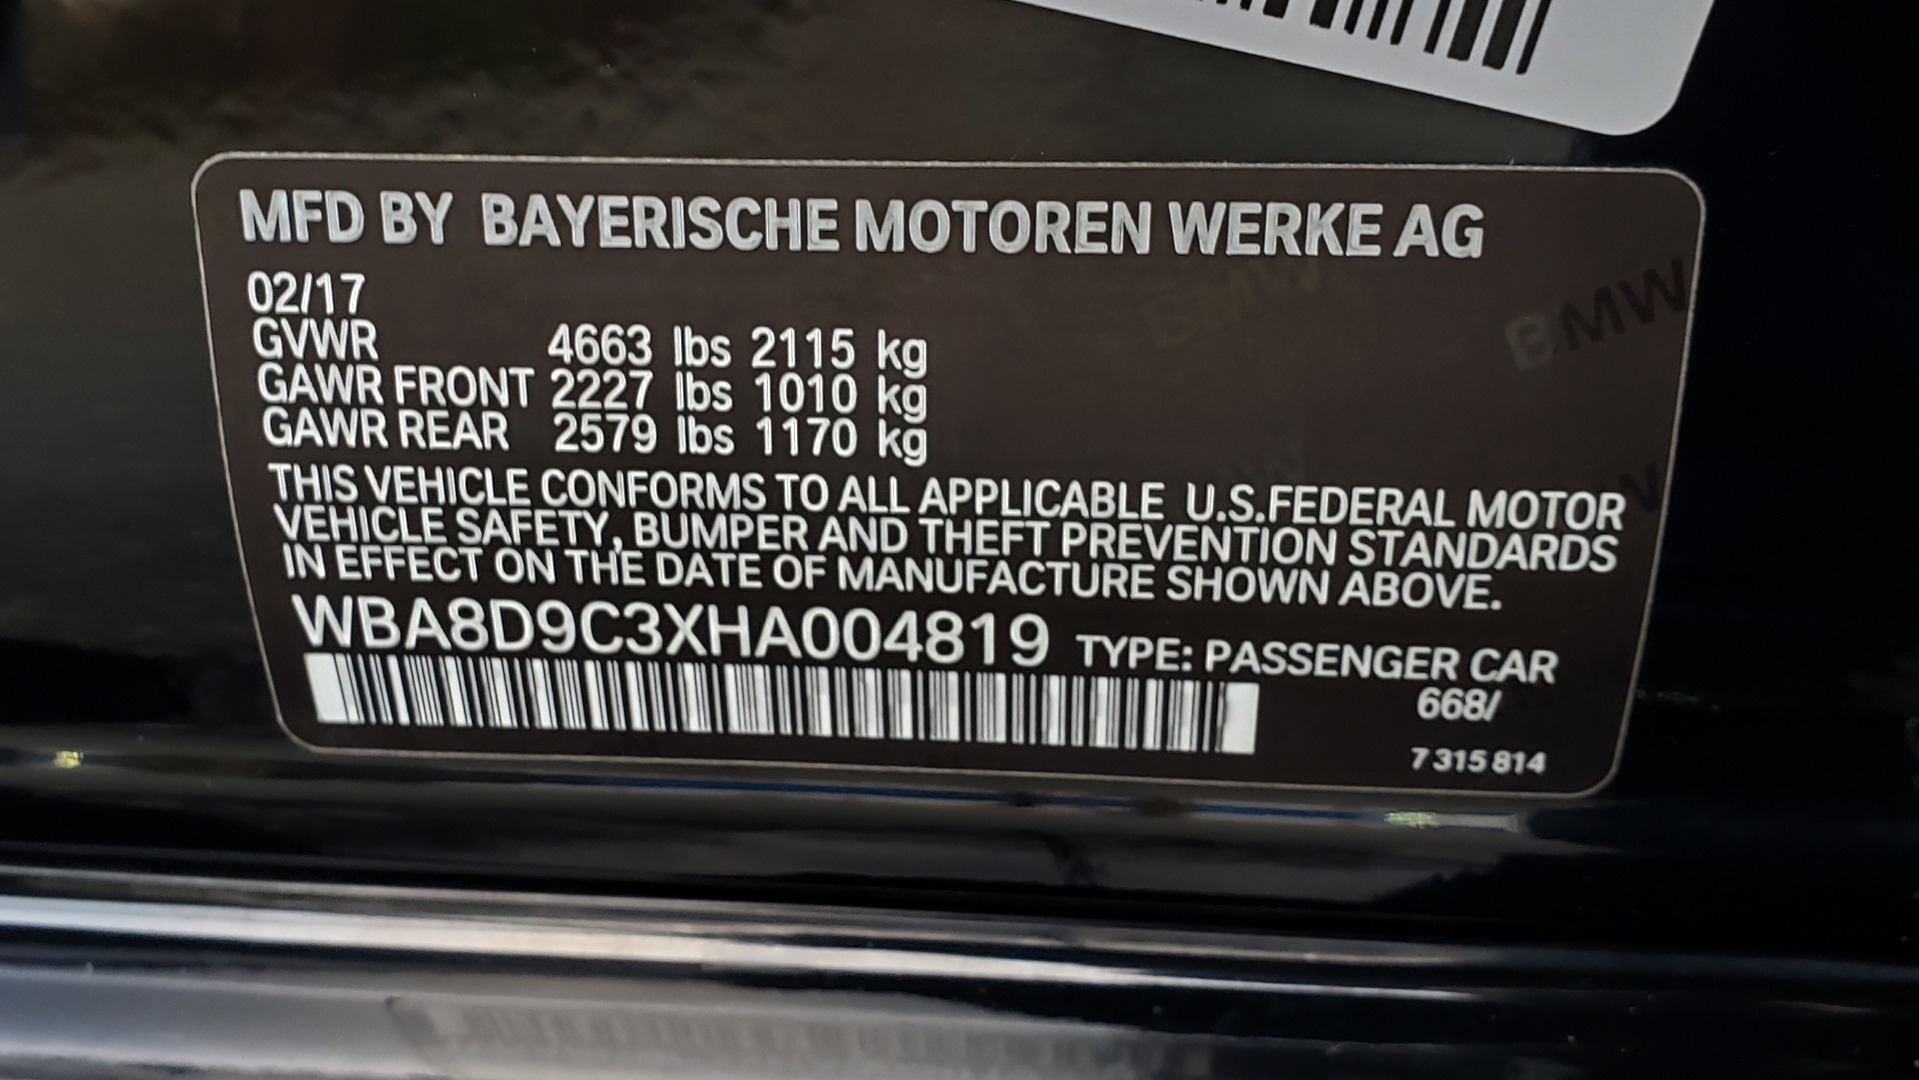 MFD BY BAYERISCHE MOTOREN WERKE AG
02/17
GVWR 4663 lbs 2115 kg
GAWR FRONT 2227 lbs 1010 kg
GAWR REAR 2579 lbs 1170 kg
THIS VEHICLE CONFORMS TO ALL APPLICABLE U.S.FEDERAL MOTOR
VEHICLE SAFETY, BUMPER AND THEFT PREVENTION STANDARDS
IN EFFECT ON THE DATE OF MANUFACTURE SHOWN ABOVE.
WBA8D9C3XHA004819 TYPE: PASSENGER CAR
668/
7 315 814
BMW
BMW